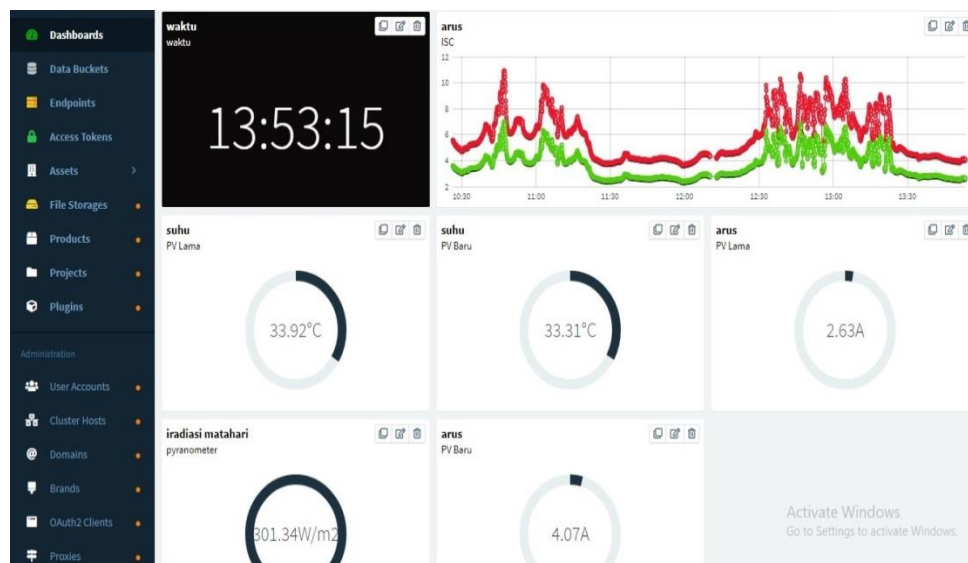 Dashboards
Data Buckets
Endpoints
Access Tokens
Assets
File Storages
Products
Projects
Plugins
Administration
User Accounts
Cluster Hosts
Domains
Brands
OAuth2 Clients
Proxies
waktu
waktu
13:53:15
arus
ISC
12
10
8
6
4
2
10:30
11:00
11:30
12:00
12:30
13:00
13:30
suhu
PV Lama
33.92°C
suhu
PV Baru
33.31°C
arus
PV Lama
2.63A
iradiasi matahari
pyranometer
301.34W/m2
arus
PV Baru
4.07A
Activate Windows
Go to Settings to activate Windows.